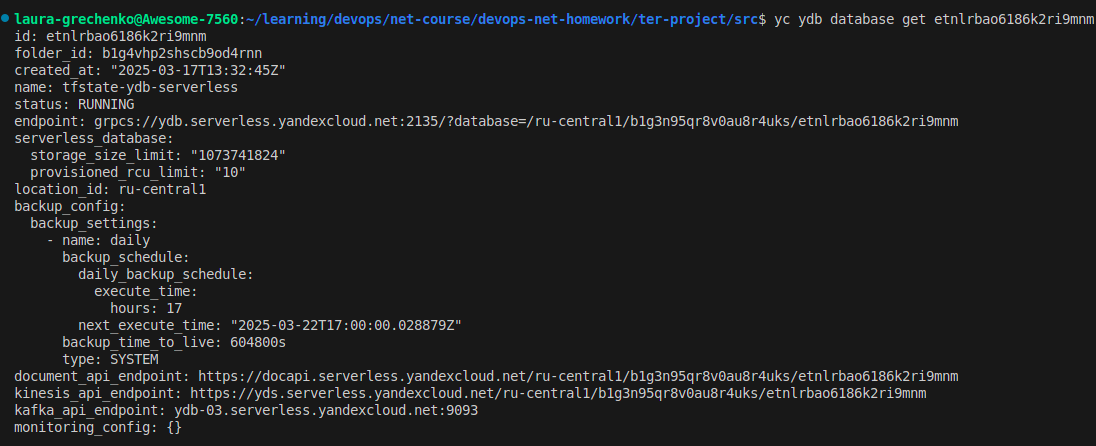 laura-grechenko@Awesome-7560:~/learning/devops/net-course/devops-net-homework/ter-project/src$ yc ydb database get etnlrbao6186k2ri9mnm
id: etnlrbao6186k2ri9mnm
folder_id: b1g4vhp2shscb9od4rnn
created_at: "2025-03-17T13:32:45Z"
name: tfstate-ydb-serverless
status: RUNNING
endpoint: grpcs://ydb.serverless.yandexcloud.net:2135/?database=/ru-central1/b1g3n95qr8v0au8r4uks/etnlrbao6186k2ri9mnm
serverless_database:
  storage_size_limit: "1073741824"
  provisioned_rcu_limit: "10"
location_id: ru-central1
backup_config:
  backup_settings:
    - name: daily
      backup_schedule:
        daily_backup_schedule:
          execute_time:
            hours: 17
        next_execute_time: "2025-03-22T17:00:00.028879Z"
      backup_time_to_live: 604800s
      type: SYSTEM
document_api_endpoint: https://docapi.serverless.yandexcloud.net/ru-central1/b1g3n95qr8v0au8r4uks/etnlrbao6186k2ri9mnm
kinesis_api_endpoint: https://yds.serverless.yandexcloud.net/ru-central1/b1g3n95qr8v0au8r4uks/etnlrbao6186k2ri9mnm
kafka_api_endpoint: ydb-03.serverless.yandexcloud.net:9093
monitoring_config: {}